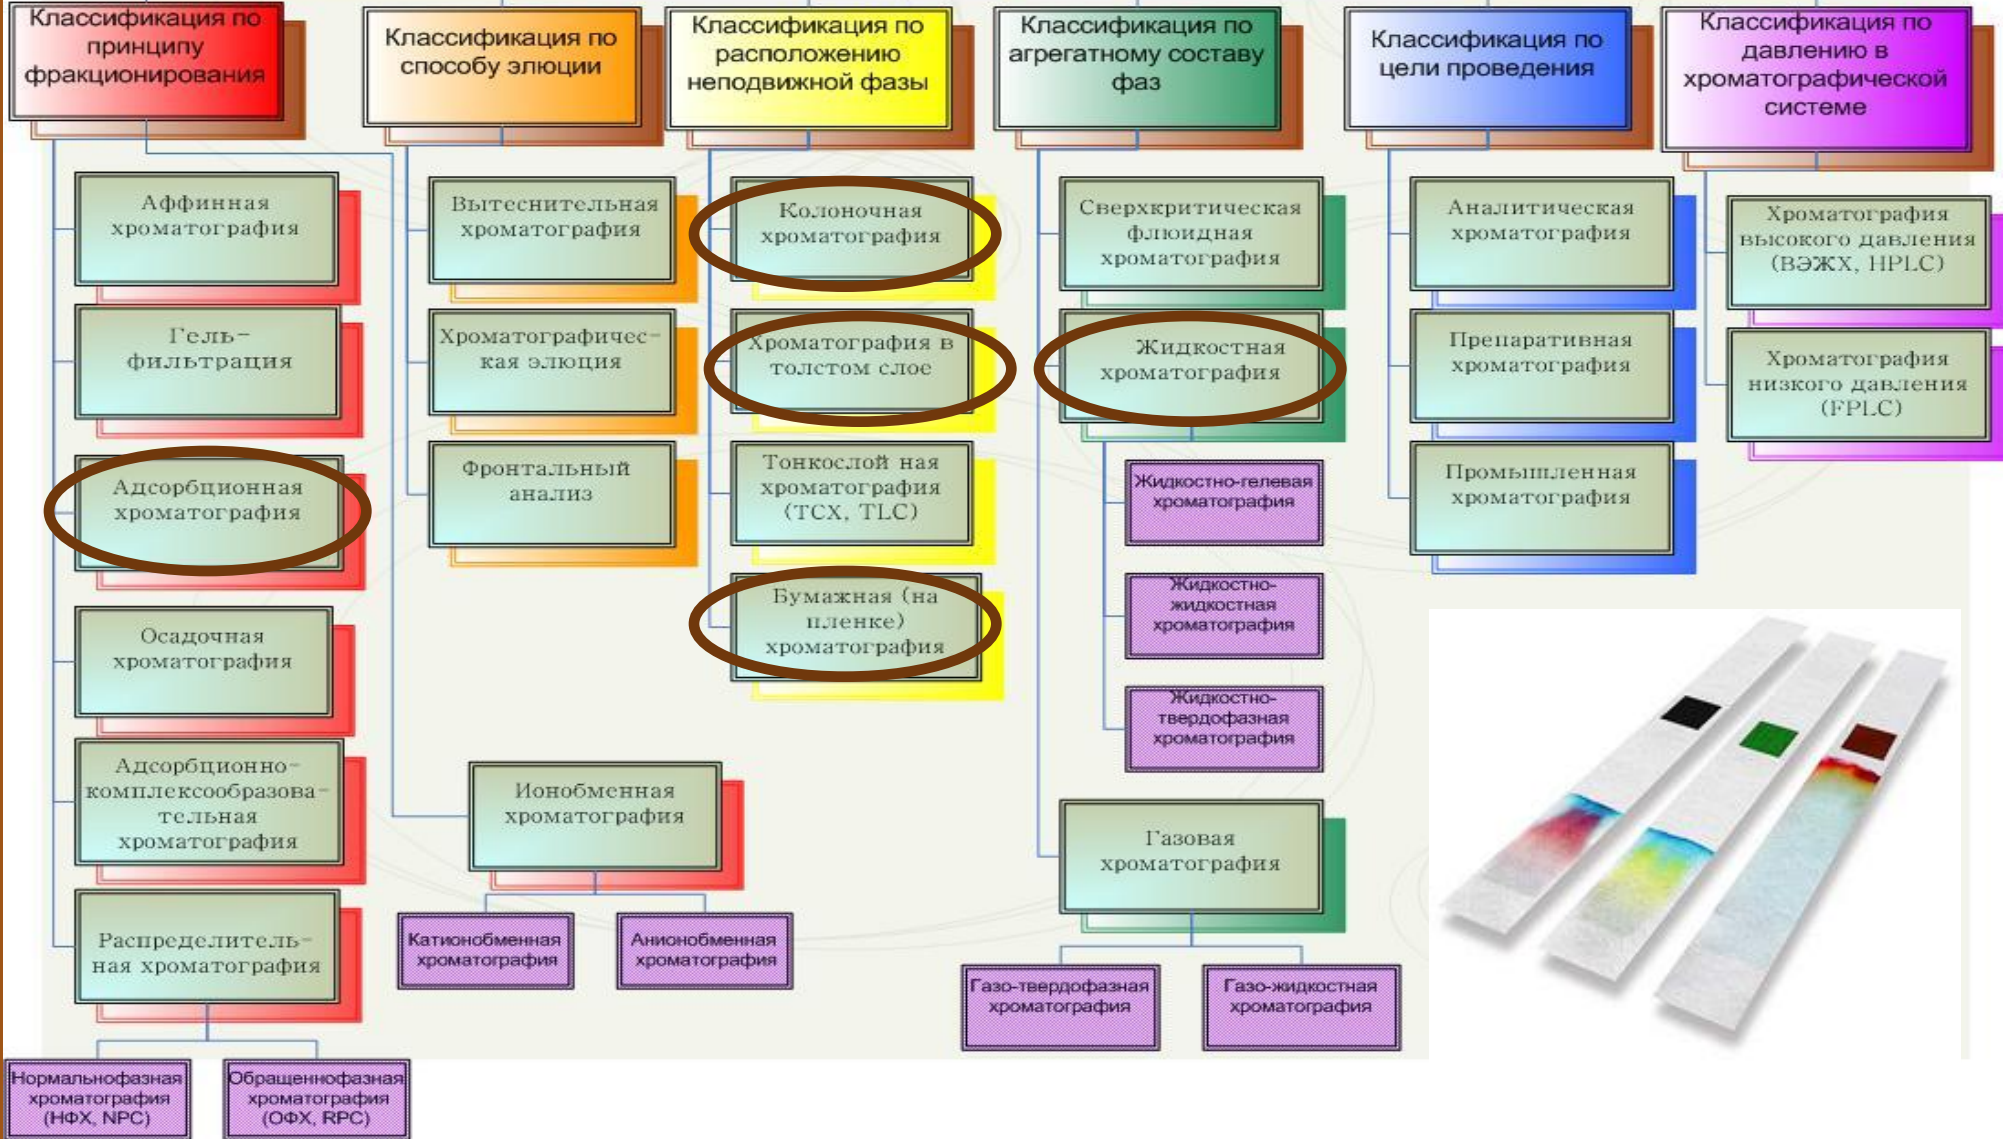 Классификация по
принципу
фракционирования
Классификация по
способу элюции
Классификация по
расположению
неподвижной фазы
Классификация по
агрегатному составу
фаз
Классификация по
цели проведения
Классификация по
давлению в
хроматографической
системе
Аффинная
хроматография
Гель-
фильтрация
Адсорбционная
хроматография
Осадочная
хроматография
Адсорбционно-
комплексообразова-
тельная
хроматография
Распределитель-
ная хроматография
Нормальнофазная
хроматография
(НФХ, NPC)
Обращеннофазная
хроматография
(ОФХ, RPC)
Ионобменная
хроматография
Катионобменная
хроматография
Анионобменная
хроматография
Вытеснительная
хроматография
Хроматографичес-
кая элюция
Фронтальный
анализ
Колоночная
хроматография
Хроматография в
толстом слое
Тонкослой ная
хроматография
(ТСХ, TLC)
Бумажная (на
пленке)
хроматография
Сверхкритическая
флюидная
хроматография
Жидкостная
хроматография
Жидкостно-гелевая
хроматография
Жидкостно-
жидкостная
хроматография
Жидкостно-
твердофазная
хроматография
Газовая
хроматография
Газо-твердофазная
хроматография
Газо-жидкостная
хроматография
Аналитическая
хроматография
Препаративная
хроматография
Промышленная
хроматография
Хроматография
высокого давления
(ВЭЖХ, HPLC)
Хроматография
низкого давления
(FPLC)